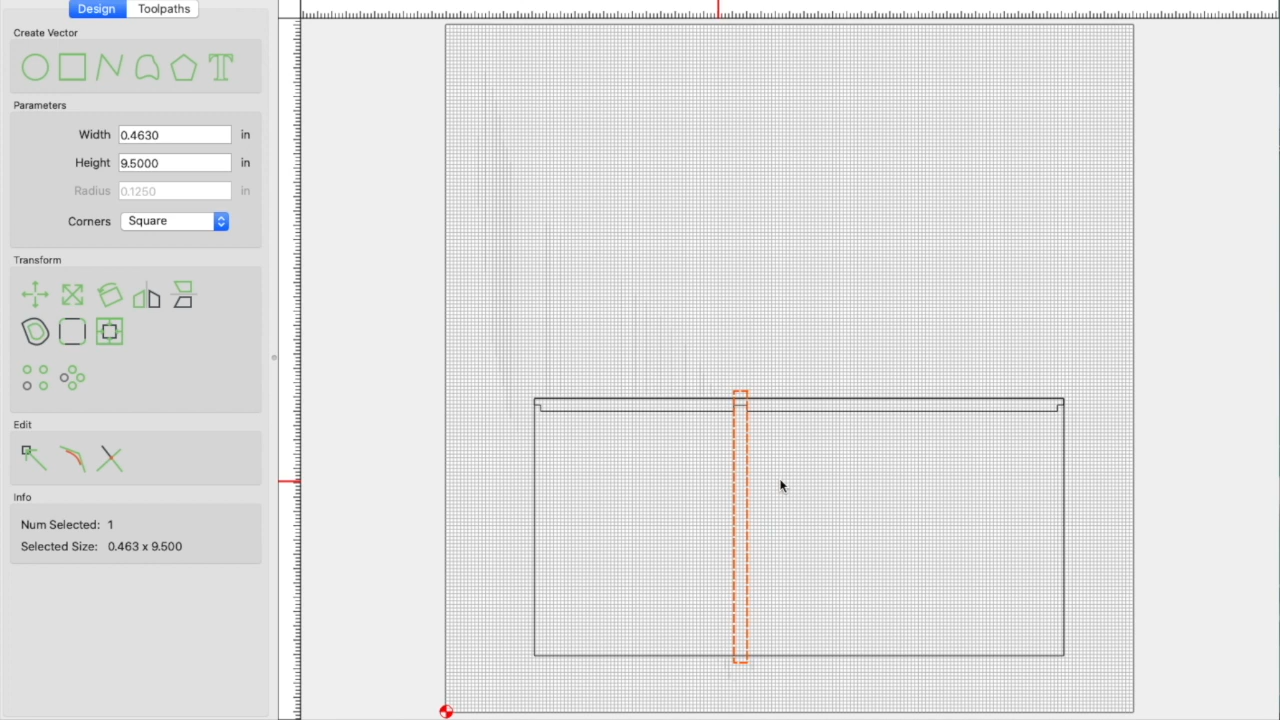 Design Toolpaths
Create Vector
T
Parameters
Width 0.4630 in
Height 9.5000 in
Radius 0.1250 in
Corners Square
Transform
Edit
Info
Num Selected: 1
Selected Size: 0.463 x 9.500